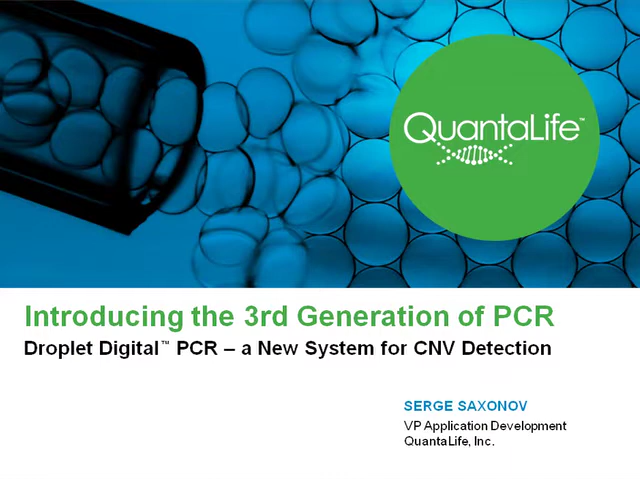 QuantaLife™
Introducing the 3rd Generation of PCR
Droplet Digital™ PCR – a New System for CNV Detection
SERGE SAXONOV
VP Application Development
QuantaLife, Inc.